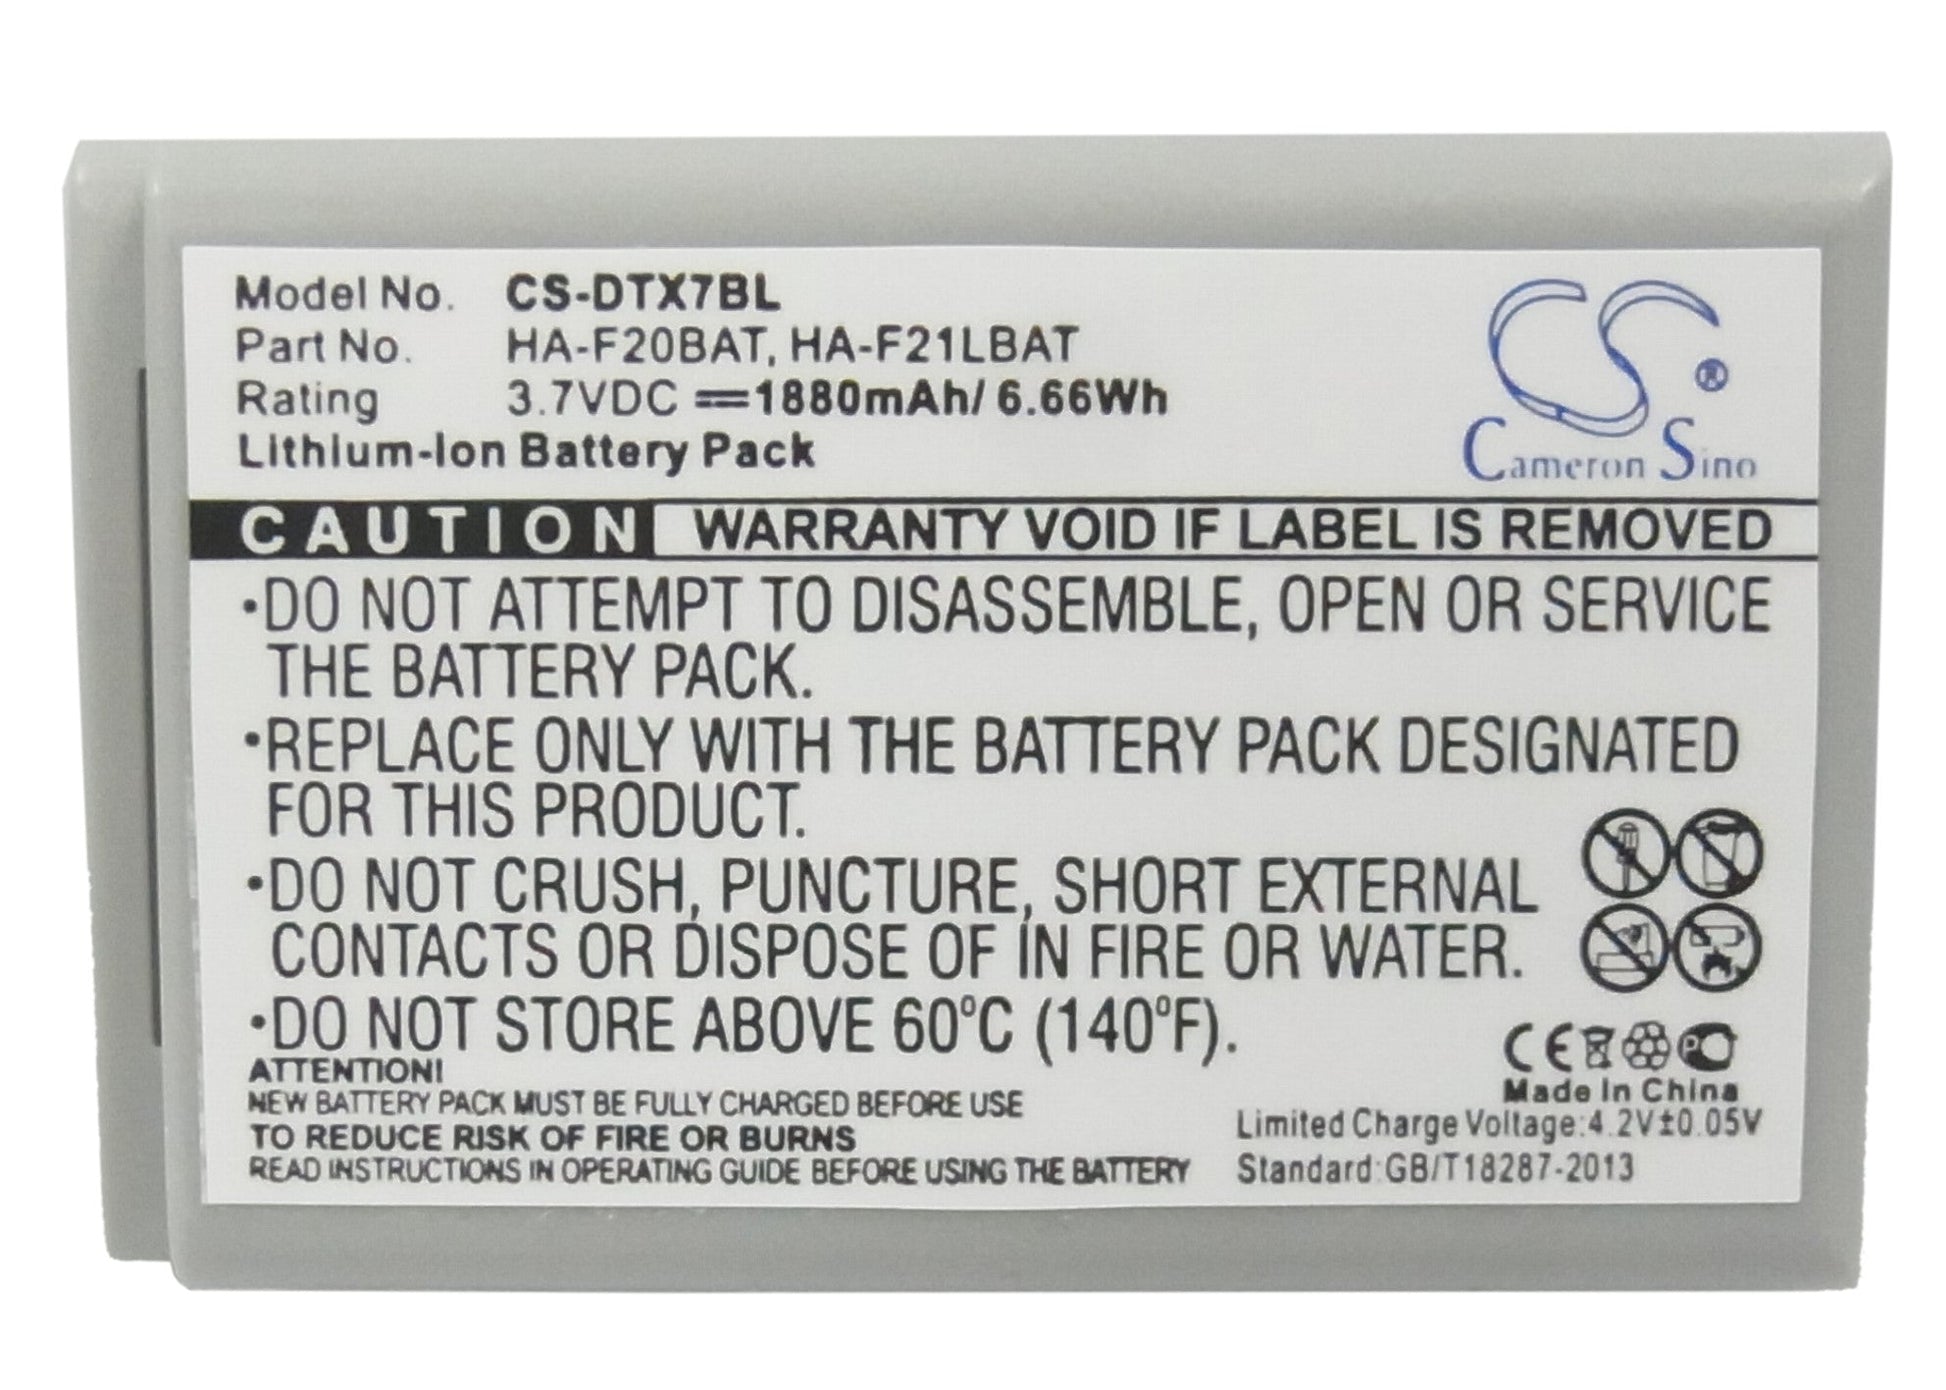 Model No. CS-DTX7BL
Part No. HA-F20BAT, HA-F21LBAT
Rating 3.7VDC ⎓1880mAh/ 6.66Wh
Lithium-Ion Battery Pack
CS®
Cameron Sino
CAUTION WARRANTY VOID IF LABEL IS REMOVED
•DO NOT ATTEMPT TO DISASSEMBLE, OPEN OR SERVICE
THE BATTERY PACK.
•REPLACE ONLY WITH THE BATTERY PACK DESIGNATED
FOR THIS PRODUCT.
•DO NOT CRUSH, PUNCTURE, SHORT EXTERNAL
CONTACTS OR DISPOSE OF IN FIRE OR WATER.
•DO NOT STORE ABOVE 60°C (140°F).
ATTENTION!
NEW BATTERY PACK MUST BE FULLY CHARGED BEFORE USE
TO REDUCE RISK OF FIRE OR BURNS
READ INSTRUCTIONS IN OPERATING GUIDE BEFORE USING THE BATTERY
CE
Made In China
Limited Charge Voltage:4.2V±0.05V
Standard:GB/T18287-2013